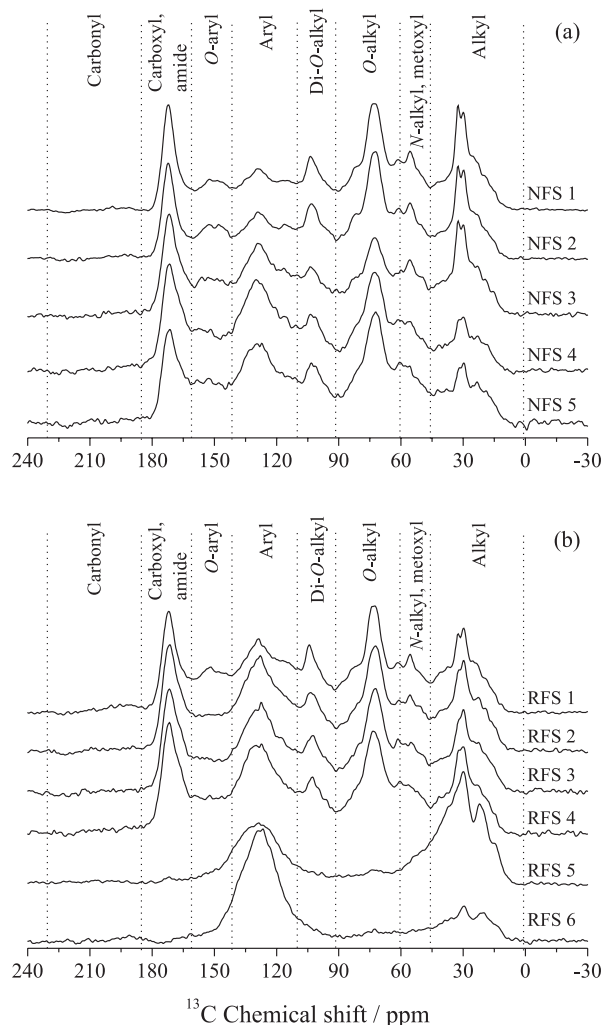 (a)
Carbonyl
Carboxyl,
amide
O-aryl
Aryl
Di-O-alkyl
O-alkyl
N-alkyl, metoxyl
Alkyl
NFS 1
NFS 2
NFS 3
NFS 4
NFS 5
240 210 180 150 120 90 60 30 0 -30
(b)
Carbonyl
Carboxyl,
amide
O-aryl
Aryl
Di-O-alkyl
O-alkyl
N-alkyl, metoxyl
Alkyl
RFS 1
RFS 2
RFS 3
RFS 4
RFS 5
RFS 6
240 210 180 150 120 90 60 30 0 -30
¹³C Chemical shift / ppm